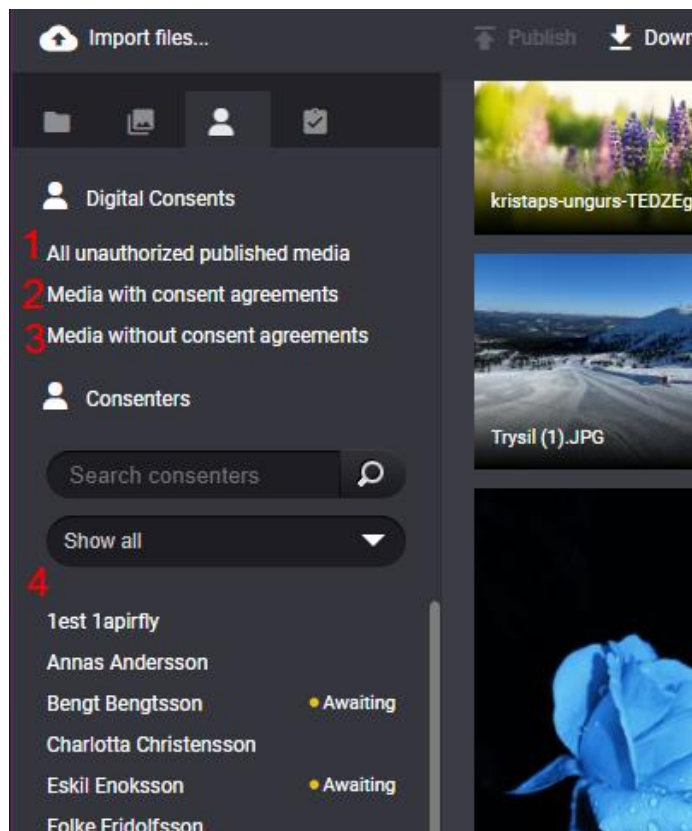 Import files...
Publish
Digital Consents
1 All unauthorized published media
2 Media with consent agreements
3 Media without consent agreements
Consenters
Search consenters
Show all
4
1est 1apirfly
Annas Andersson
Bengt Bengtsson Awaiting
Charlotta Christensson
Eskil Enoksson Awaiting
Folke Fridolfsson
kristaps-ungurs-TEDZEg
Trysil (1).JPG